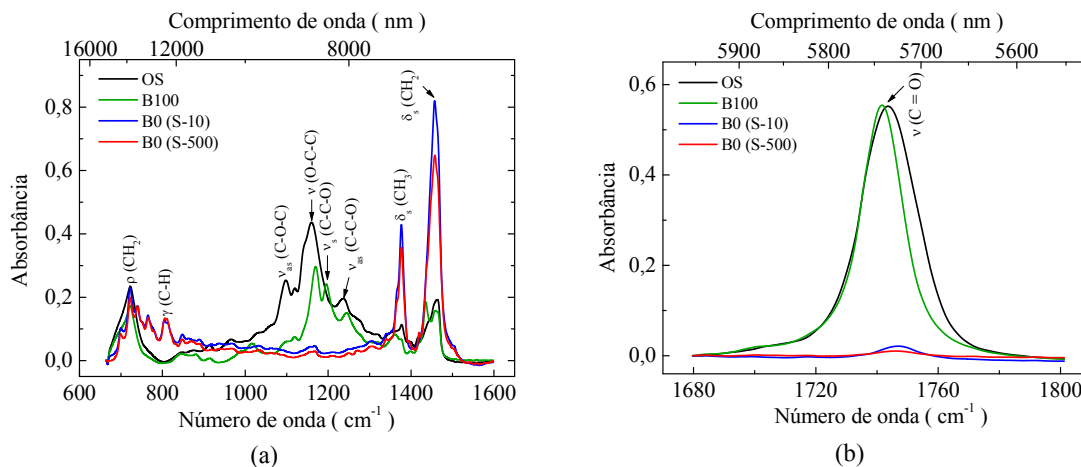 Comprimento de onda ( nm )
16000 12000 8000
OS
B100
B0 (S-10)
B0 (S-500)
ρ (CH2)
γ (C-H)
νas (C-O-C)
ν (O-C-C)
νs (C-C-O)
νas (C-C-O)
δs (CH3)
δs (CH2)
Absorbância
0,8
0,6
0,4
0,2
0,0
600 800 1000 1200 1400 1600
Número de onda ( cm-1 )
(a)
Comprimento de onda ( nm )
5900 5800 5700 5600
OS
B100
B0 (S-10)
B0 (S-500)
ν (C = O)
Absorbância
0,6
0,4
0,2
0,0
1680 1720 1760 1800
Número de onda ( cm-1 )
(b)